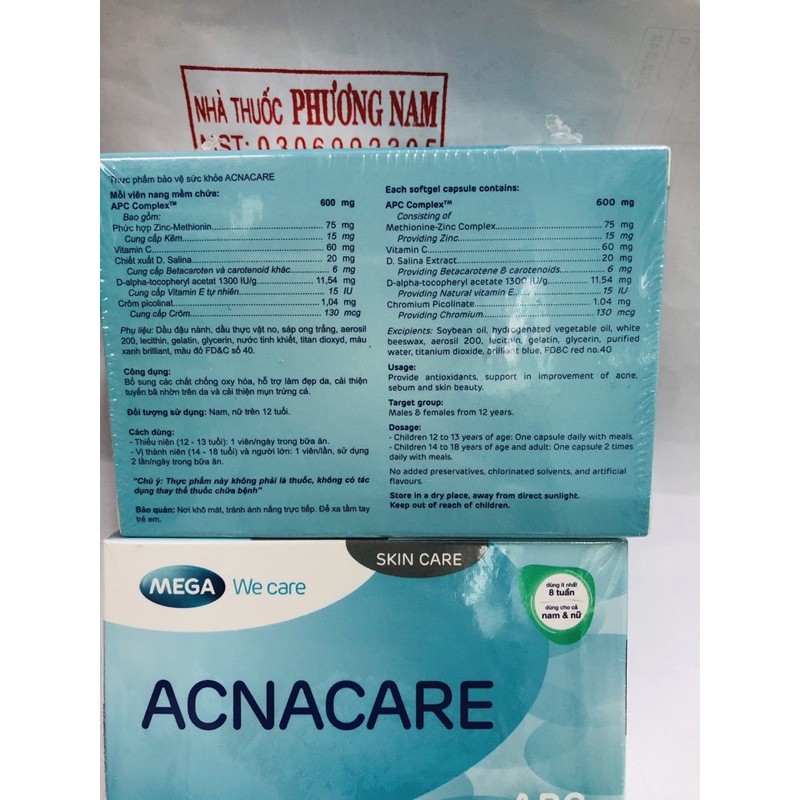 NHÀ THUỐC PHƯƠNG NAM
MST: 0306992305
Thực phẩm bảo vệ sức khỏe ACNACARE
Mỗi viên nang mềm chứa:
APC Complex™ 600 mg
Bao gồm:
Phức hợp Zinc-Methionin 75 mg
Cung cấp Kẽm 15 mg
Vitamin C 60 mg
Chiết xuất D. Salina 20 mg
Cung cấp Betacaroten và carotenoid khác 6 mg
D-alpha-tocopheryl acetat 1300 IU/g 11,54 mg
Cung cấp Vitamin E tự nhiên 15 IU
Crôm picolinat 1,04 mg
Cung cấp Crôm 130 mcg
Phụ liệu: Dầu đậu nành, dầu thực vật no, sáp ong trắng, aerosil
200, lecithin, gelatin, glycerin, nước tinh khiết, titan dioxyd, màu
xanh brilliant, màu đỏ FD&C số 40.
Công dụng:
Bổ sung các chất chống oxy hóa, hỗ trợ làm đẹp da, cải thiện
tuyến bã nhờn trên da và cải thiện mụn trứng cá.
Đối tượng sử dụng: Nam, nữ trên 12 tuổi.
Cách dùng:
- Thiếu niên (12 - 13 tuổi): 1 viên/ngày trong bữa ăn.
- Vị thành niên (14 - 18 tuổi) và người lớn: 1 viên/lần, sử dụng
2 lần/ngày trong bữa ăn.
"Chú ý: Thực phẩm này không phải là thuốc, không có tác
dụng thay thế thuốc chữa bệnh"
Bảo quản: Nơi khô mát, tránh ánh nắng trực tiếp. Để xa tầm tay
trẻ em.
Each softgel capsule contains:
APC Complex™ 600 mg
Consisting of
Methionine-Zinc Complex 75 mg
Providing Zinc 15 mg
Vitamin C 60 mg
D. Salina Extract 20 mg
Providing Betacarotene & carotenoids 6 mg
D-alpha-tocopheryl acetate 1300 IU/g 11.54 mg
Providing Natural vitamin E 15 IU
Chromium Picolinate 1.04 mg
Providing Chromium 130 mcg
Excipients: Soybean oil, hydrogenated vegetable oil, white
beeswax, aerosil 200, lecithin, gelatin, glycerin, purified
water, titanium dioxide, brilliant blue, FD&C red no.40
Usage:
Provide antioxidants, support in improvement of acne,
sebum and skin beauty.
Target group:
Males & females from 12 years.
Dosage:
- Children 12 to 13 years of age: One capsule daily with meals.
- Children 14 to 18 years of age and adult: One capsule 2 times
daily with meals.
No added preservatives, chlorinated solvents, and artificial
flavours.
Store in a dry place, away from direct sunlight.
Keep out of reach of children.
SKIN CARE
MEGA We care
dùng ít nhất
8 tuần
dùng cho cả
nam & nữ
ACNACARE